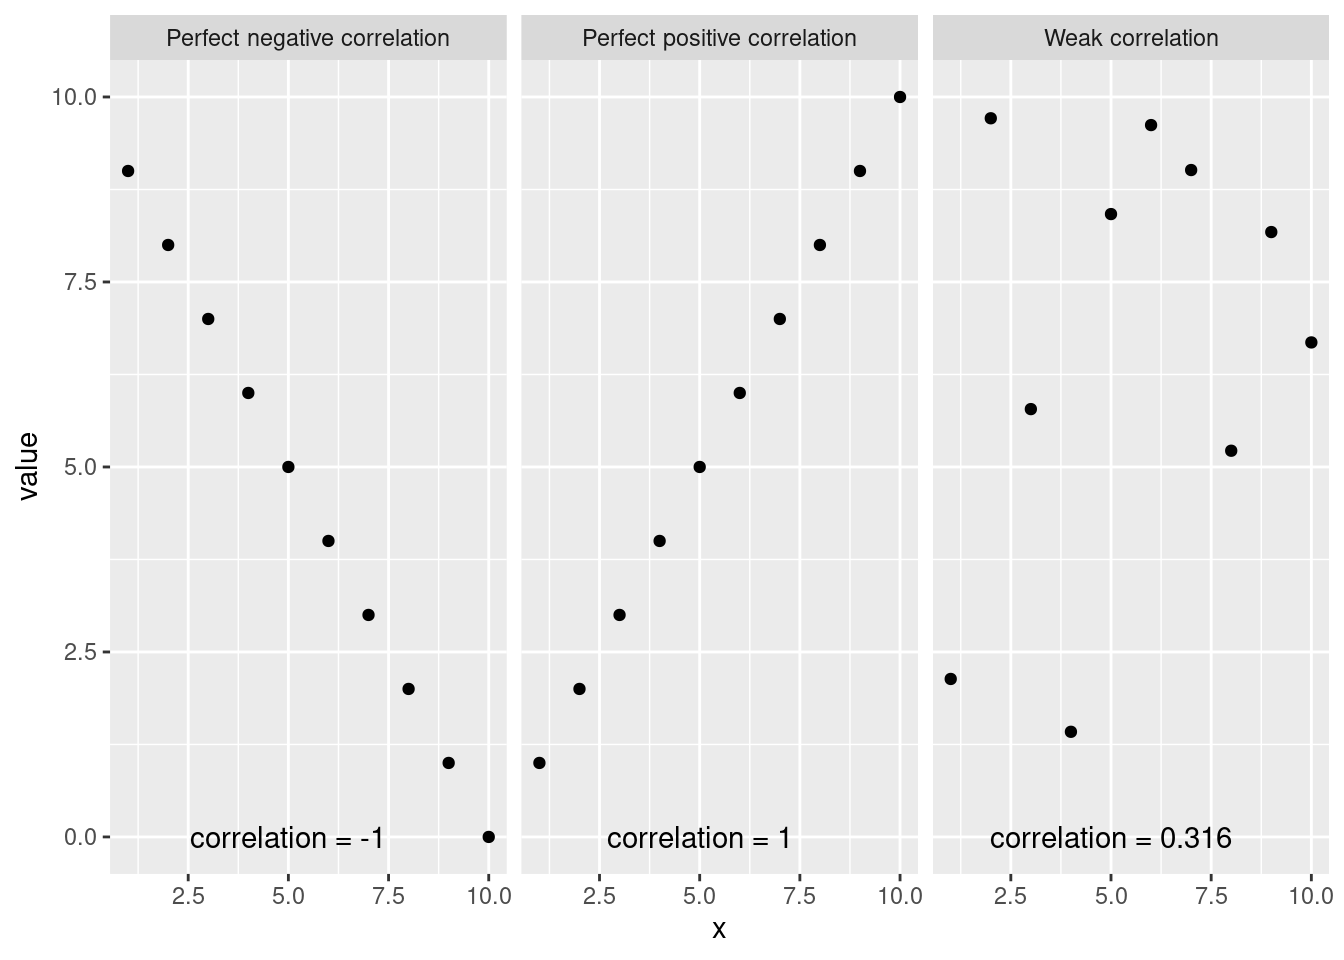 Perfect negative correlation
Perfect positive correlation
Weak correlation
value
10.0
7.5
5.0
2.5
0.0
correlation = -1
correlation = 1
correlation = 0.316
2.5 5.0 7.5 10.0
2.5 5.0 7.5 10.0
2.5 5.0 7.5 10.0
x